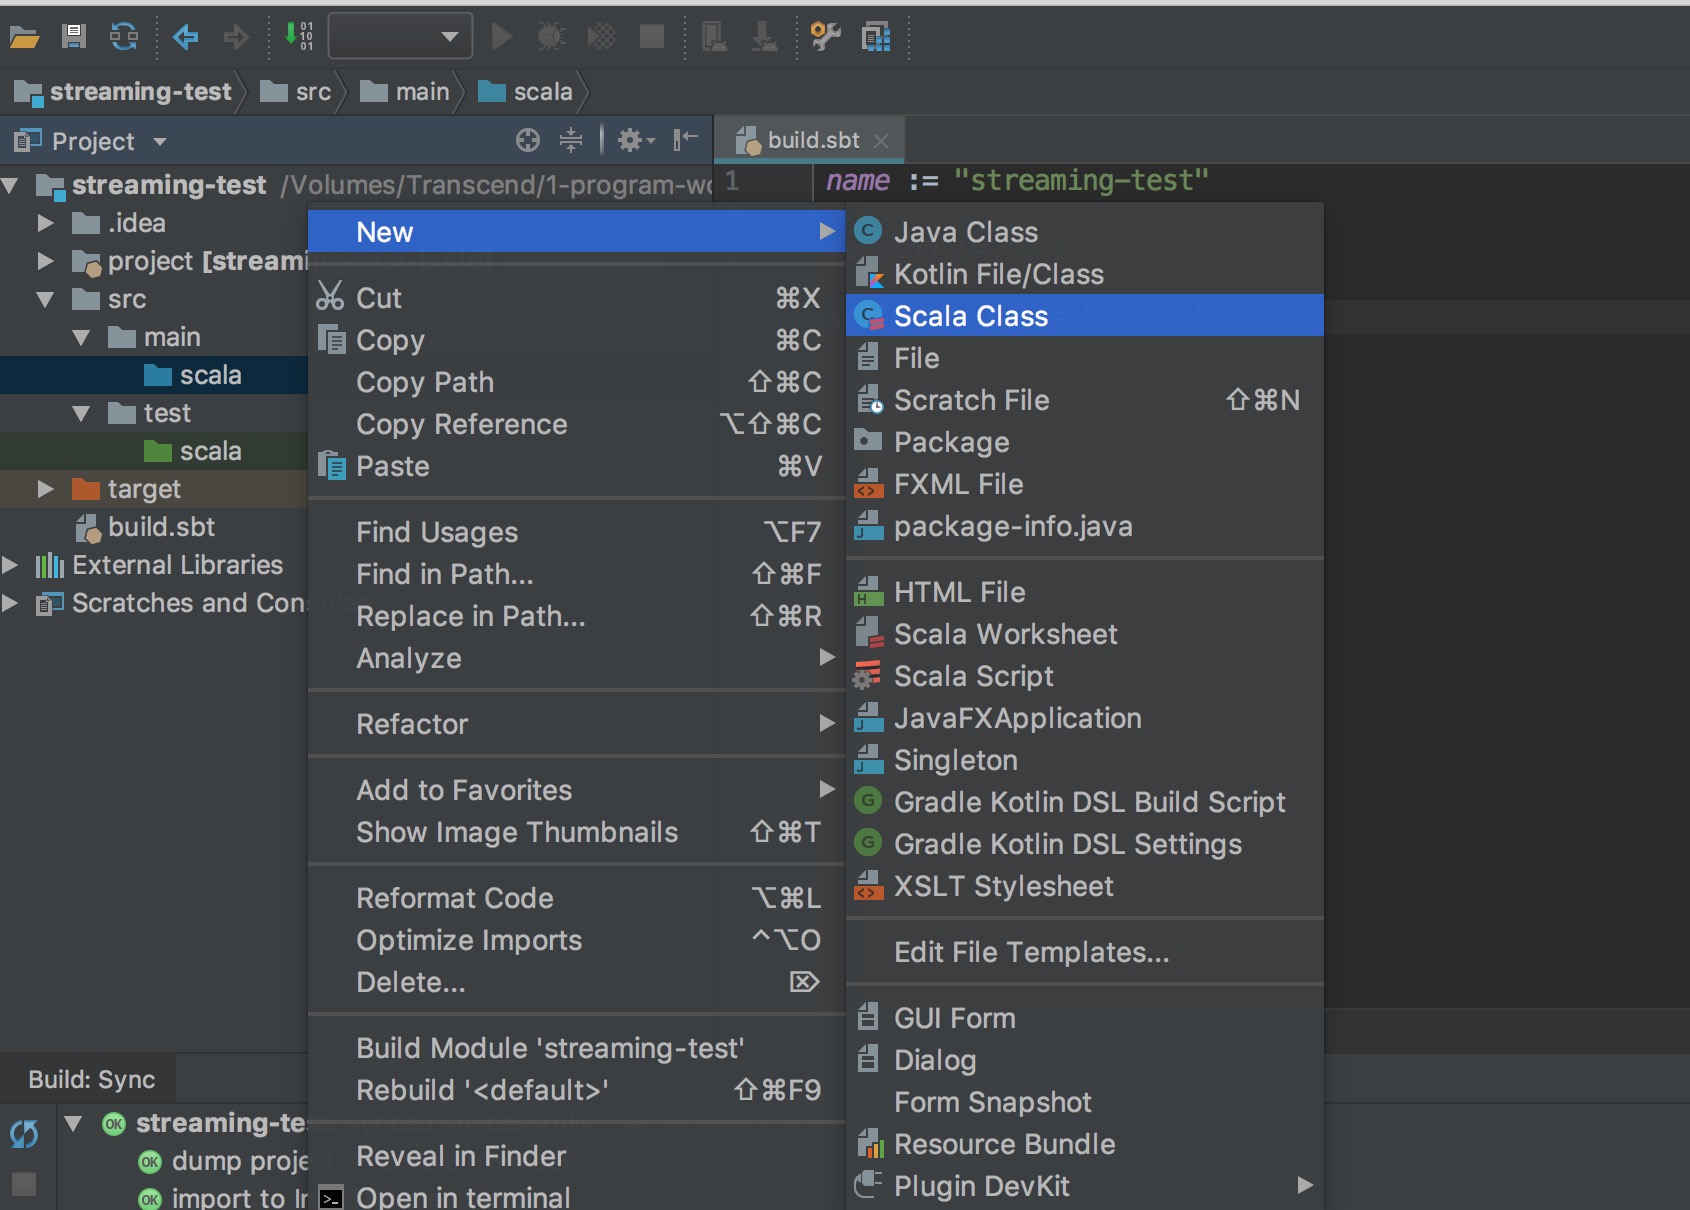 streaming-test src main scala
Project
build.sbt
streaming-test /Volumes/Transcend/1-program-wo
1 name := "streaming-test"
.idea
project [streami
src
main
scala
test
scala
target
build.sbt
External Libraries
Scratches and Con
New
Cut ⌘X
Copy ⌘C
Copy Path ⇧⌘C
Copy Reference ⌥⇧⌘C
Paste ⌘V
Find Usages ⌥F7
Find in Path... ⇧⌘F
Replace in Path... ⇧⌘R
Analyze
Refactor
Add to Favorites
Show Image Thumbnails ⇧⌘T
Reformat Code ⌥⌘L
Optimize Imports ^⌥O
Delete... ⌦
Build Module 'streaming-test'
Rebuild '<default>' ⇧⌘F9
Reveal in Finder
Open in terminal
Java Class
Kotlin File/Class
Scala Class
File
Scratch File ⇧⌘N
Package
FXML File
package-info.java
HTML File
Scala Worksheet
Scala Script
JavaFXApplication
Singleton
Gradle Kotlin DSL Build Script
Gradle Kotlin DSL Settings
XSLT Stylesheet
Edit File Templates...
GUI Form
Dialog
Form Snapshot
Resource Bundle
Plugin DevKit
Build: Sync
OK streaming-te
OK dump proje
OK import to I